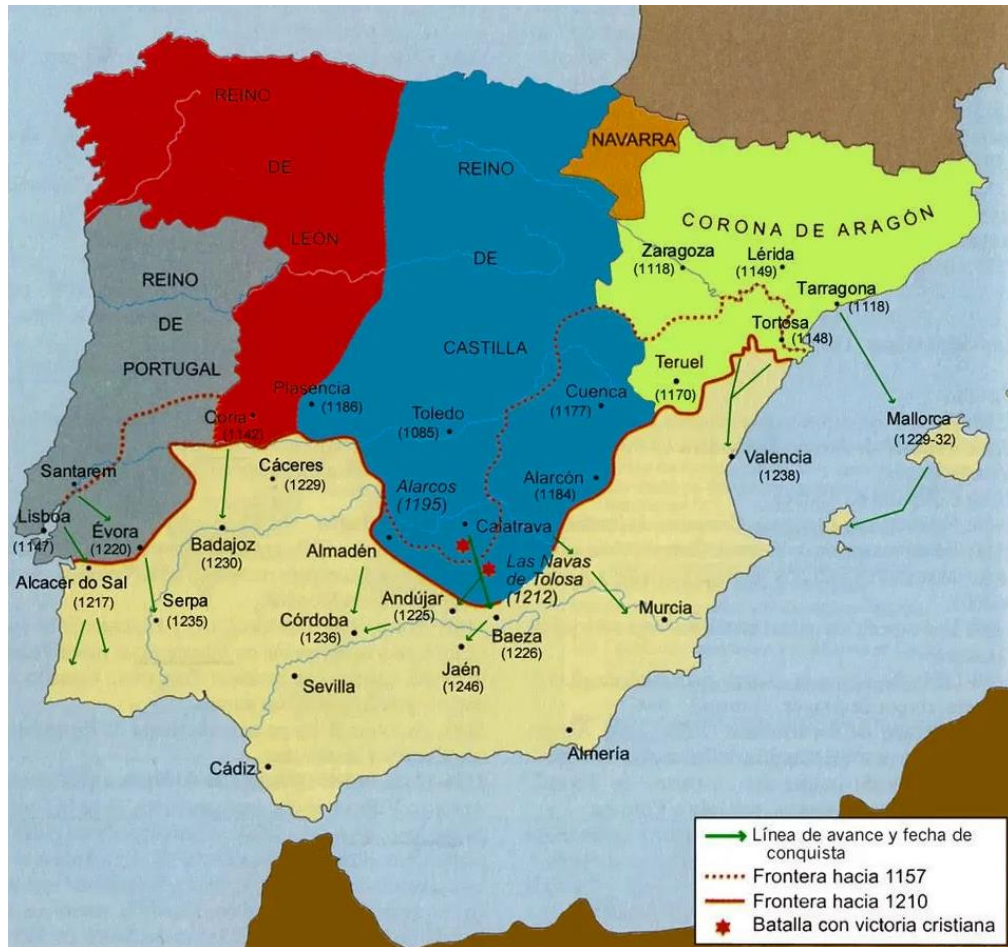 REINO
DE
LEÓN
REINO
DE
CASTILLA
NAVARRA
CORONA DE ARAGÓN
Zaragoza
(1118)
Lérida
(1149)
Tarragona
(1118)
Tortosa
(1148)
Teruel
(1170)
REINO
DE
PORTUGAL
Coria
(1142)
Plasencia
(1186)
Toledo
(1085)
Cuenca
(1177)
Alarcón
(1184)
Mallorca
(1229-32)
Valencia
(1238)
Santarem
Lisboa
(1147)
Évora
(1220)
Alcacer do Sal
(1217)
Badajoz
(1230)
Cáceres
(1229)
Serpa
(1235)
Alarcos
(1195)
Calatrava
Almadén
Las Navas
de Tolosa
(1212)
Andújar
(1225)
Córdoba
(1236)
Baeza
(1226)
Jaén
(1246)
Murcia
Sevilla
Cádiz
Almería
Línea de avance y fecha de
conquista
Frontera hacia 1157
Frontera hacia 1210
Batalla con victoria cristiana